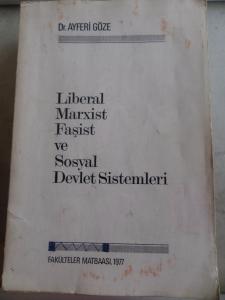 Dr. AYFERİ GÖZE
Liberal
Marxist
Faşist
ve
Sosyal
Devlet Sistemleri
FAKÜLTELER MATBAASI, 1977